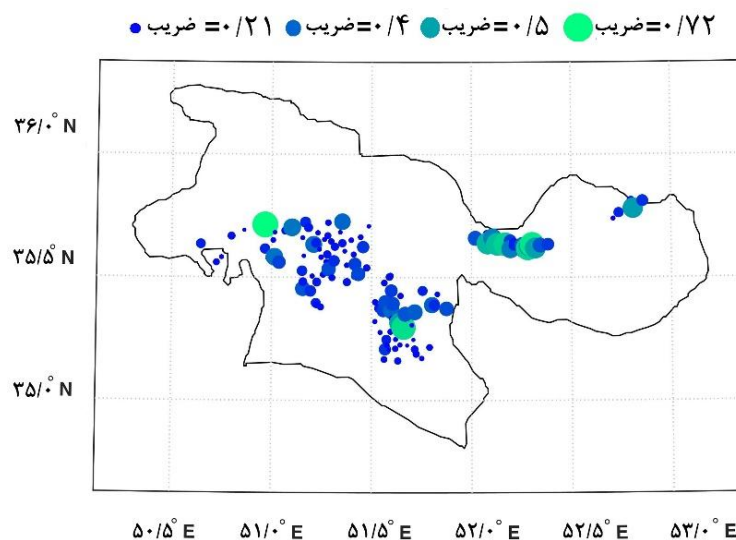 ضریب =۰/۲۱ ضریب=۰/۴ ضریب=۰/۵ ضریب=۰/۷۲
۳۶/۰° N
۳۵/۵° N
۳۵/۰° N
۵۰/۵° E ۵۱/۰° E ۵۱/۵° E ۵۲/۰° E ۵۲/۵° E ۵۳/۰° E